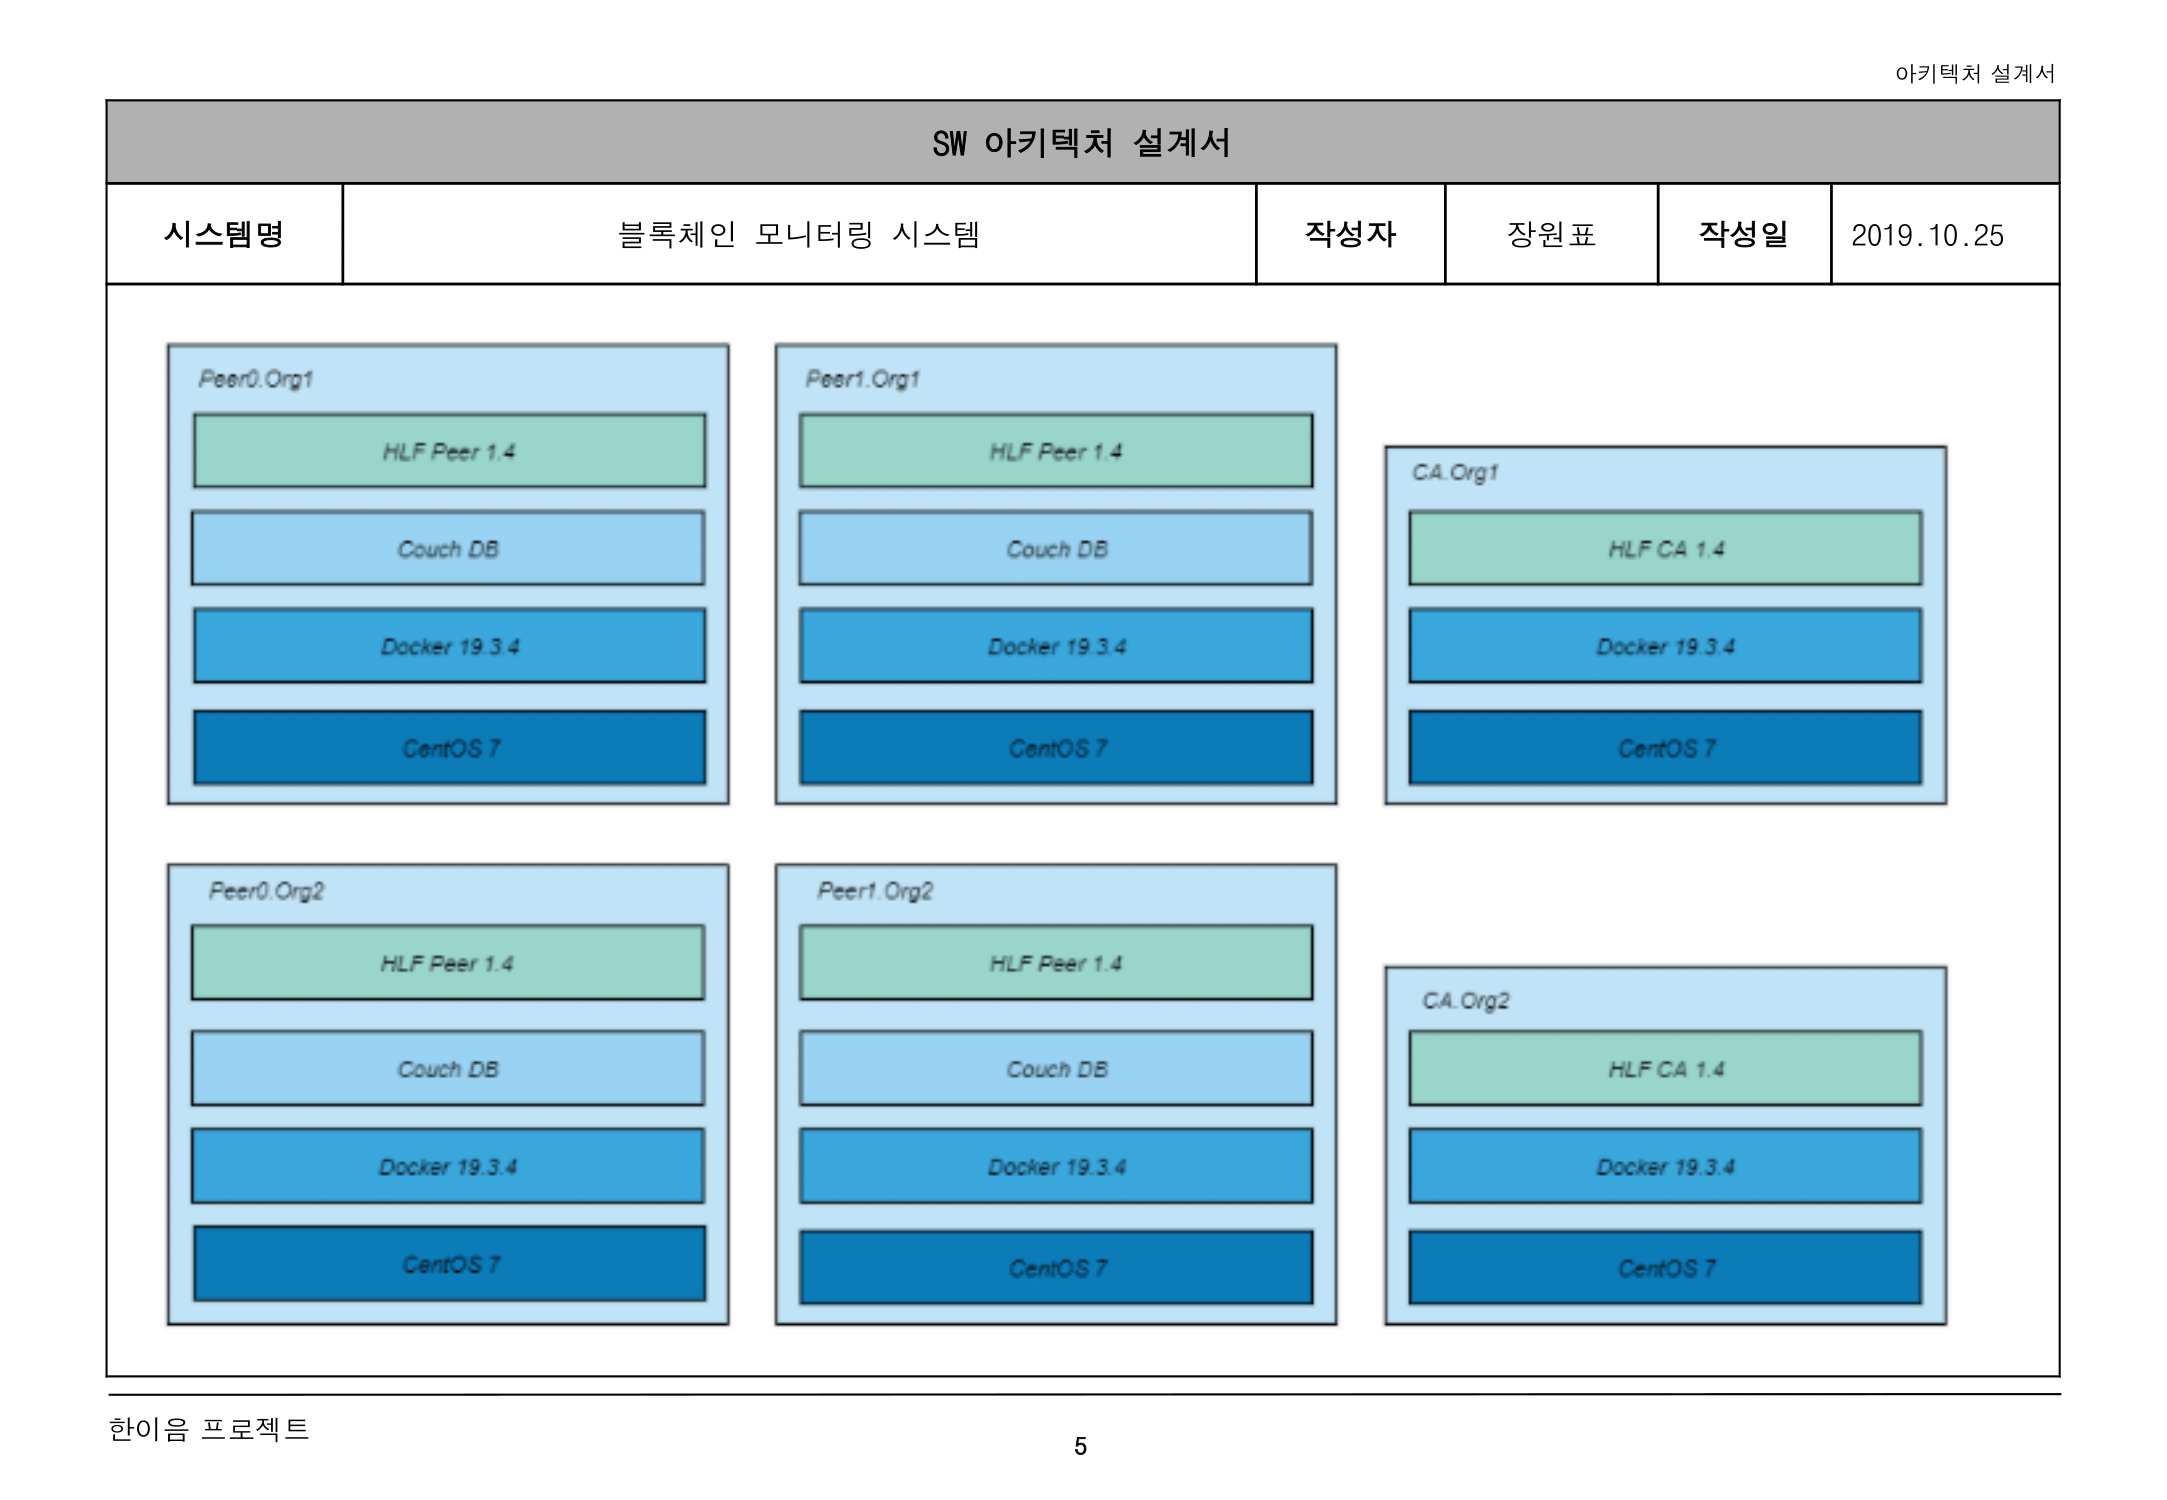 아키텍처 설계서
SW 아키텍처 설계서
시스템명 블록체인 모니터링 시스템 작성자 장원표 작성일 2019.10.25
Peer0.Org1
HLF Peer 1.4
Couch DB
Docker 19.3.4
CentOS 7
Peer1.Org1
HLF Peer 1.4
Couch DB
Docker 19.3.4
CentOS 7
CA.Org1
HLF CA 1.4
Docker 19.3.4
CentOS 7
Peer0.Org2
HLF Peer 1.4
Couch DB
Docker 19.3.4
CentOS 7
Peer1.Org2
HLF Peer 1.4
Couch DB
Docker 19.3.4
CentOS 7
CA.Org2
HLF CA 1.4
Docker 19.3.4
CentOS 7
한이음 프로젝트
5